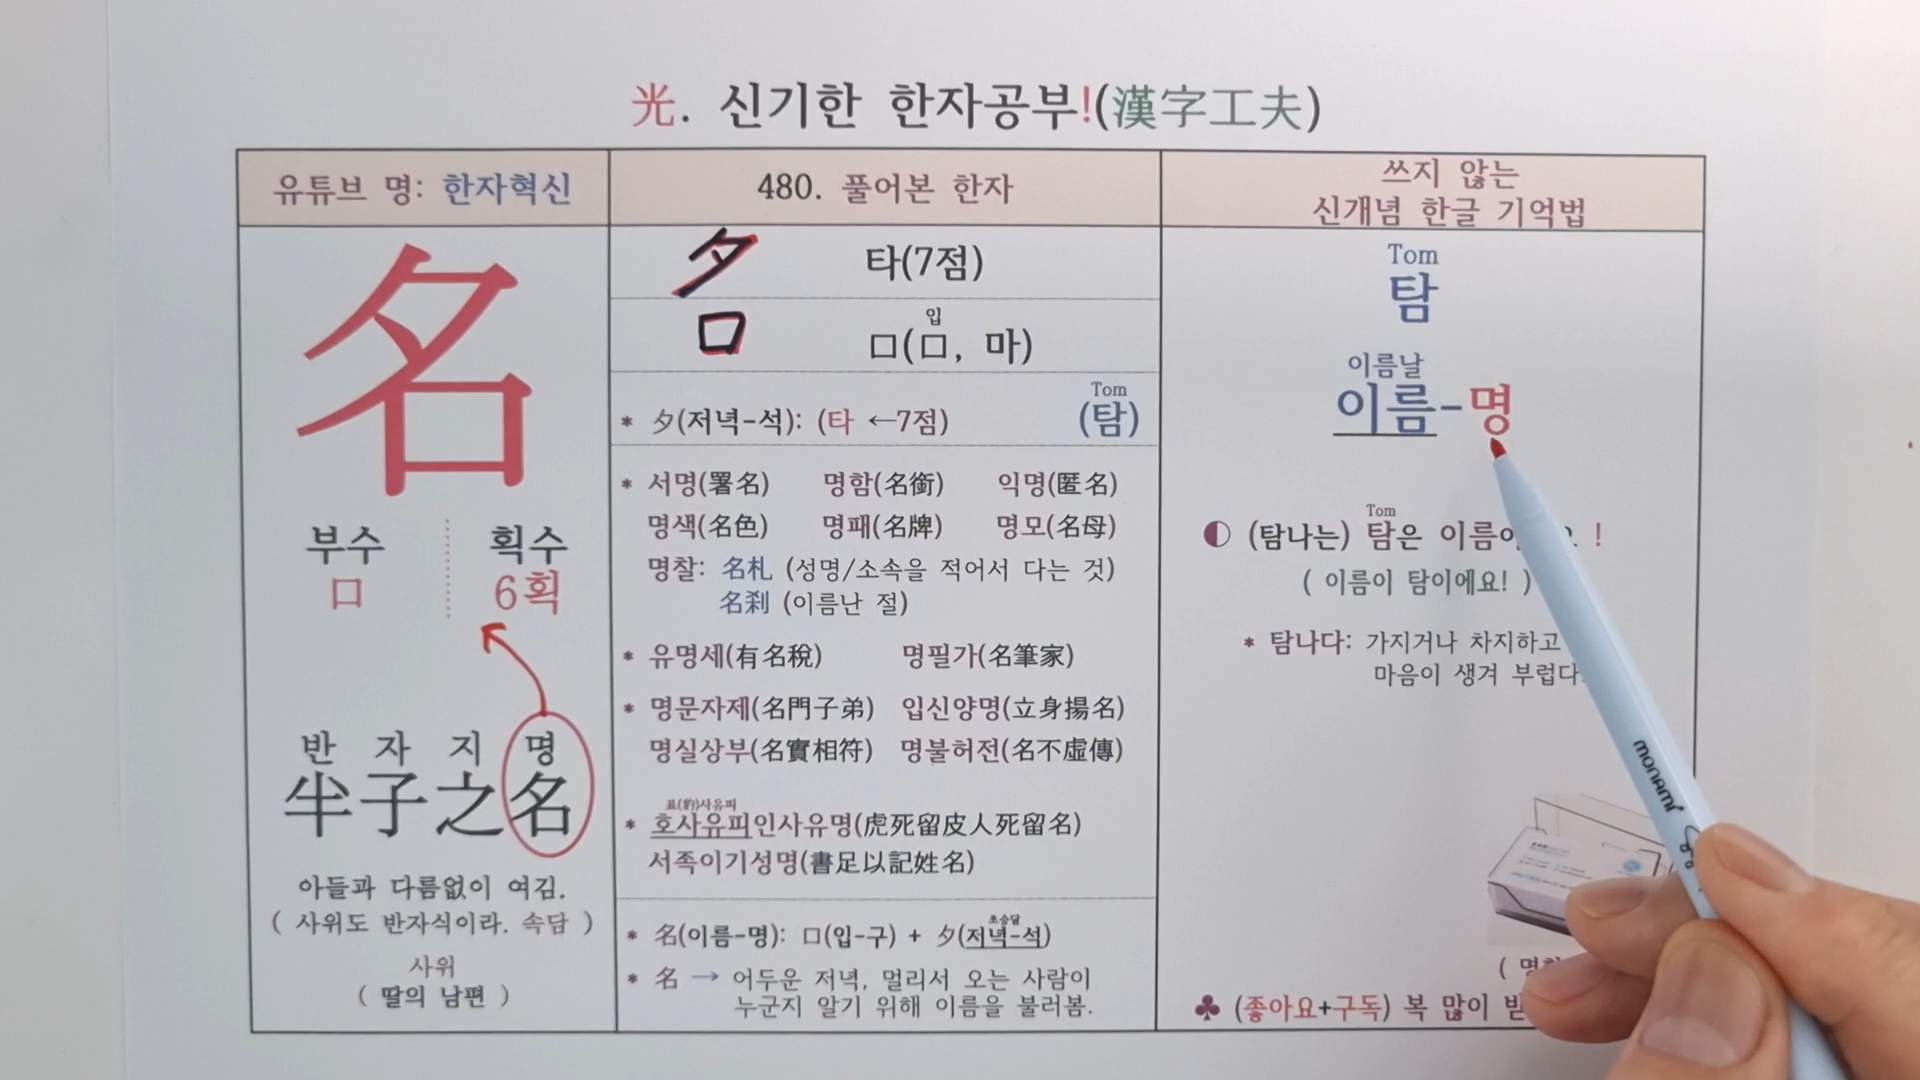 光. 신기한 한자공부!(漢字工夫)
유튜브 명: 한자혁신
480. 풀어본 한자
쓰지 않는
신개념 한글 기억법
名
부수 획수
口 6획
반 자 지 명
半子之名
아들과 다름없이 여김.
( 사위도 반자식이라. 속담 )
사위
( 딸의 남편 )
夕 타(7점)
입
口 口(口, 마)
Tom
* 夕(저녁-석): (타 ←7점) (탐)
* 서명(署名) 명함(名銜) 익명(匿名)
명색(名色) 명패(名牌) 명모(名母)
명찰: 名札 (성명/소속을 적어서 다는 것)
名刹 (이름난 절)
* 유명세(有名稅) 명필가(名筆家)
* 명문자제(名門子弟) 입신양명(立身揚名)
명실상부(名實相符) 명불허전(名不虛傳)
표(豹)사유피
* 호사유피인사유명(虎死留皮人死留名)
서족이기성명(書足以記姓名)
초승달
* 名(이름-명): 口(입-구) + 夕(저녁-석)
* 名 → 어두운 저녁, 멀리서 오는 사람이
누군지 알기 위해 이름을 불러봄.
Tom
탐
이름날
이름-명
Tom
◐ (탐나는) 탐은 !
( 이름이 탐이에요! )
* 탐나다: 가지거나 차지하고
마음이 생겨 부럽다.
monami
♣ (좋아요+구독) 복 많이